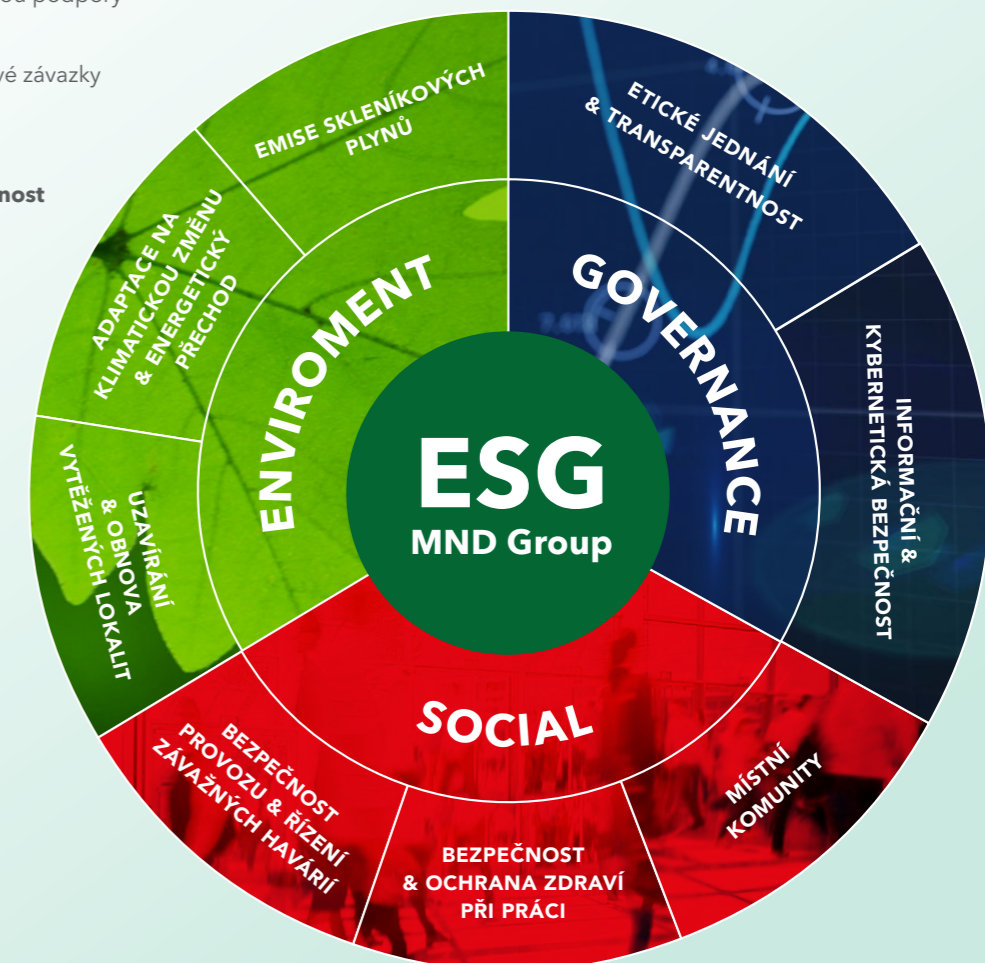 podpory
vé závazky
nost
EMISE SKLENÍKOVÝCH
PLYNŮ
ADAPTACE NA
KLIMATICKOU ZMĚNU
& ENERGETICKÝ
PŘECHOD
UZAVÍRÁNÍ
& OBNOVA
VYTĚŽENÝCH LOKALIT
ENVIROMENT
ETICKÉ JEDNÁNÍ
& TRANSPARENTNOST
INFORMAČNÍ &
KYBERNETICKÁ BEZPEČNOST
GOVERNANCE
ESG
MND Group
SOCIAL
BEZPEČNOST
PROVOZU & ŘÍZENÍ
ZÁVAŽNÝCH HAVÁRIÍ
BEZPEČNOST
& OCHRANA ZDRAVÍ
PŘI PRÁCI
MÍSTNÍ
KOMUNITY